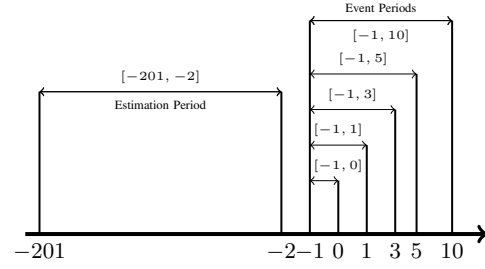 Event Periods
[−1, 10]
[−1, 5]
[−201, −2]
[−1, 3]
Estimation Period
[−1, 1]
[−1, 0]
−201 −2 −1 0 1 3 5 10